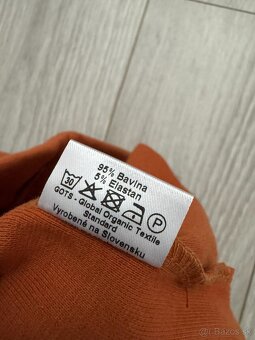 95% Bavlna
5% Elastan
30 P
GOTS - Global Organic Textile
Standard
Vyrobené na Slovensku